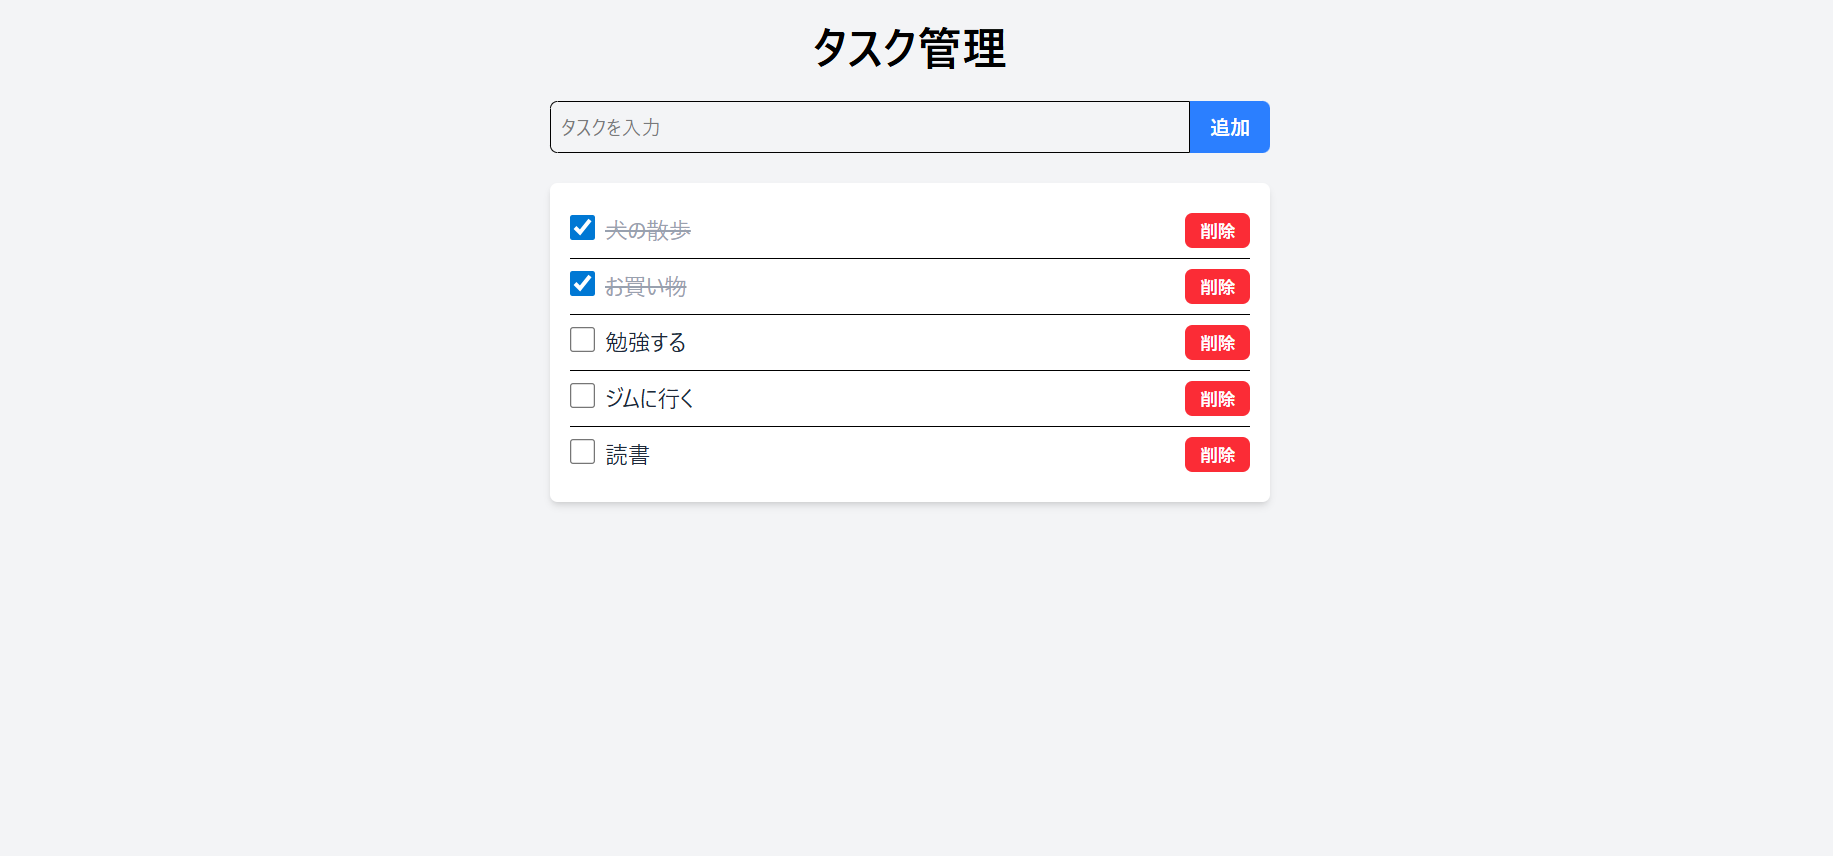 タスク管理
タスクを入力 追加
犬の散歩 削除
お買い物 削除
勉強する 削除
ジムに行く 削除
読書 削除